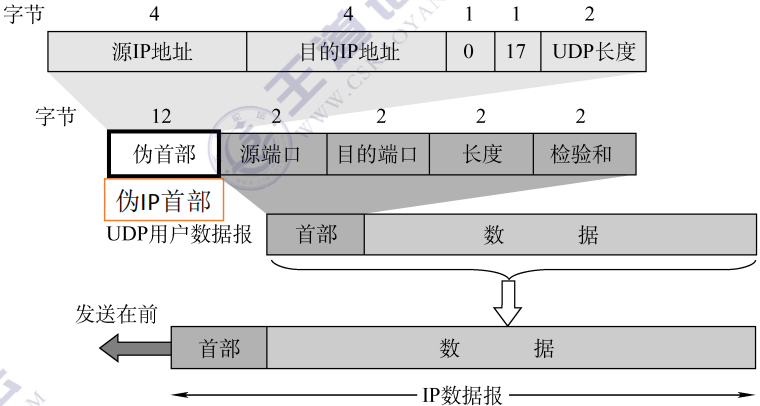 字节 4 4 1 1 2
源IP地址 目的IP地址 0 17 UDP长度
字节 12 2 2 2 2
伪首部 源端口 目的端口 长度 检验和
伪IP首部
UDP用户数据报 首部 数 据
发送在前
首部 数 据
IP数据报